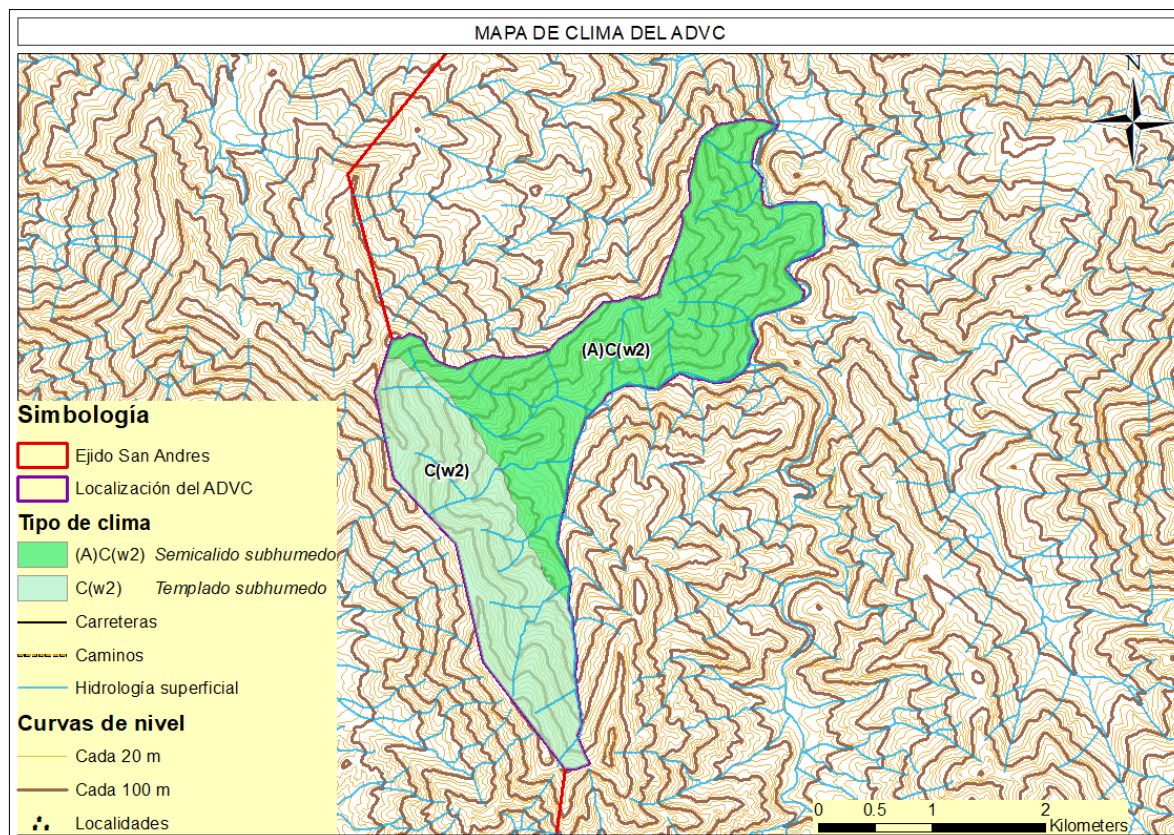 MAPA DE CLIMA DEL ADVC
N
(A)C(w2)
C(w2)
Simbología
Ejido San Andres
Localización del ADVC
Tipo de clima
(A)C(w2) Semicalido subhumedo
C(w2) Templado subhumedo
Carreteras
Caminos
Hidrología superficial
Curvas de nivel
Cada 20 m
Cada 100 m
Localidades
0 0.5 1 2
Kilometers